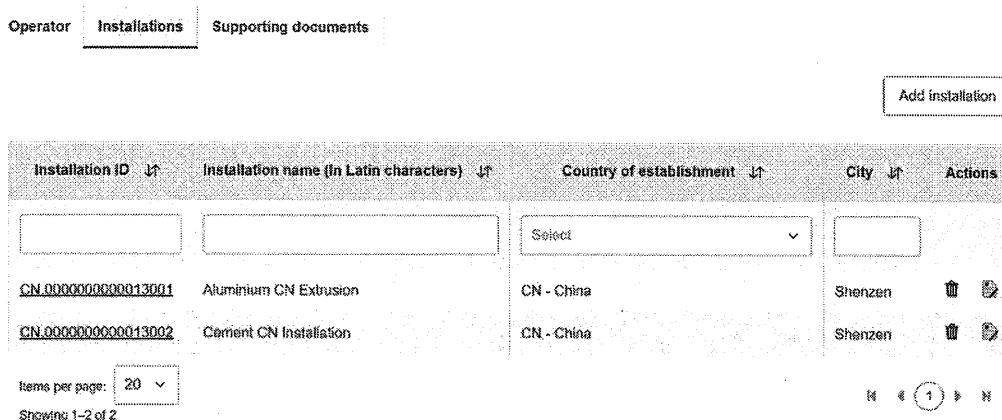 Operator Installations Supporting documents
Add installation
Installation ID Installation name (In Latin characters) Country of establishment City Actions
Select
CN.0000000000013001 Aluminium CN Extrusion CN - China Shenzen
CN.0000000000013002 Cement CN Installation CN - China Shenzen
Items per page: 20
1
Showing 1–2 of 2